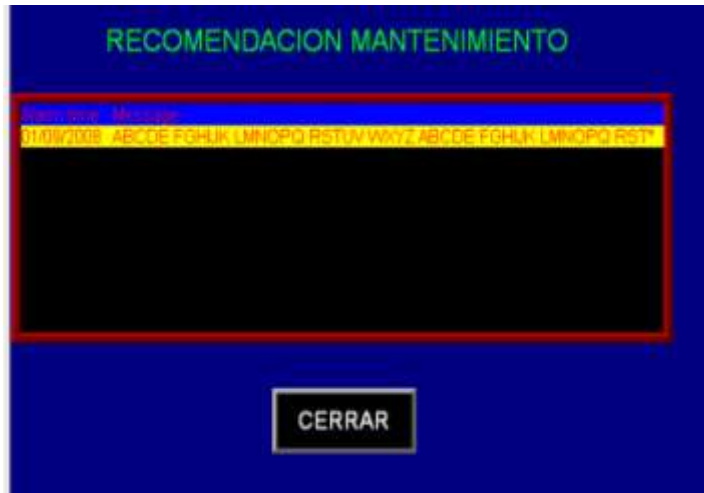 RECOMENDACION MANTENIMIENTO
Alarm time Message
01/09/2008 ABCDE FGHIJK LMNOPQ RSTUV WXYZ ABCDE FGHIJK LMNOPQ RST*
CERRAR